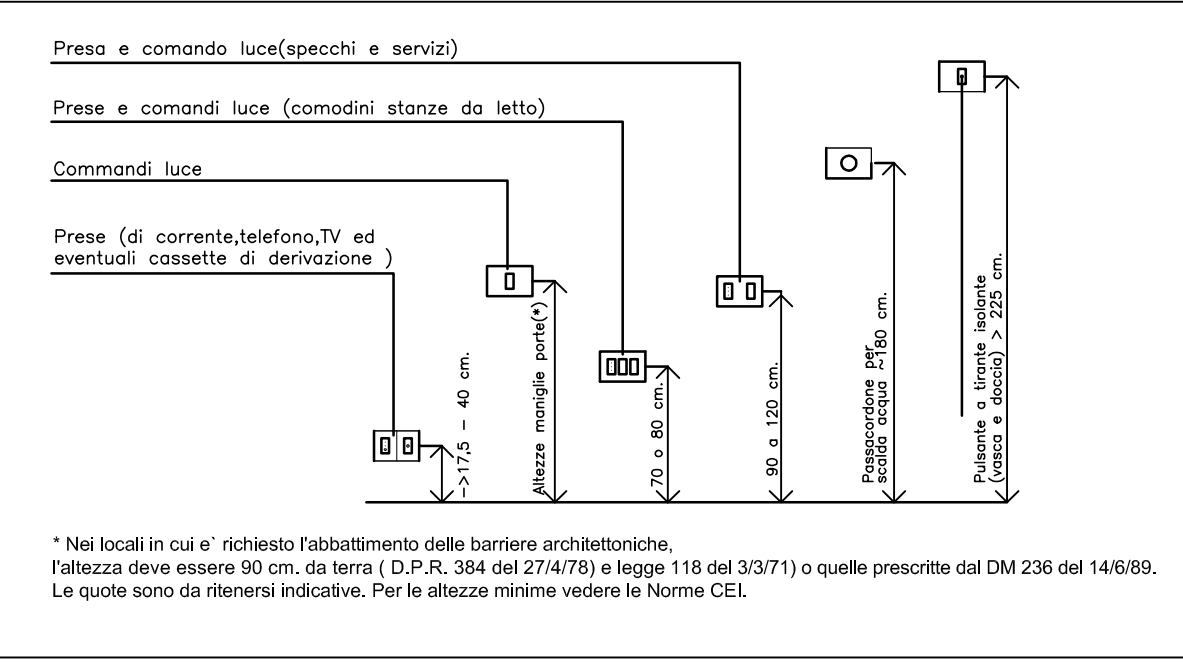 Presa e comando luce(specchi e servizi)
Prese e comandi luce (comodini stanze da letto)
Commandi luce
Prese (di corrente,telefono,TV ed
eventuali cassette di derivazione )
->17,5 - 40 cm.
Altezze maniglie porte(*)
70 o 80 cm.
90 a 120 cm.
Passacordone per
scalda acqua ~180 cm.
Pulsante a tirante isolante
(vasca e doccia) > 225 cm.
* Nei locali in cui e` richiesto l'abbattimento delle barriere architettoniche,
l'altezza deve essere 90 cm. da terra ( D.P.R. 384 del 27/4/78) e legge 118 del 3/3/71) o quelle prescritte dal DM 236 del 14/6/89.
Le quote sono da ritenersi indicative. Per le altezze minime vedere le Norme CEI.